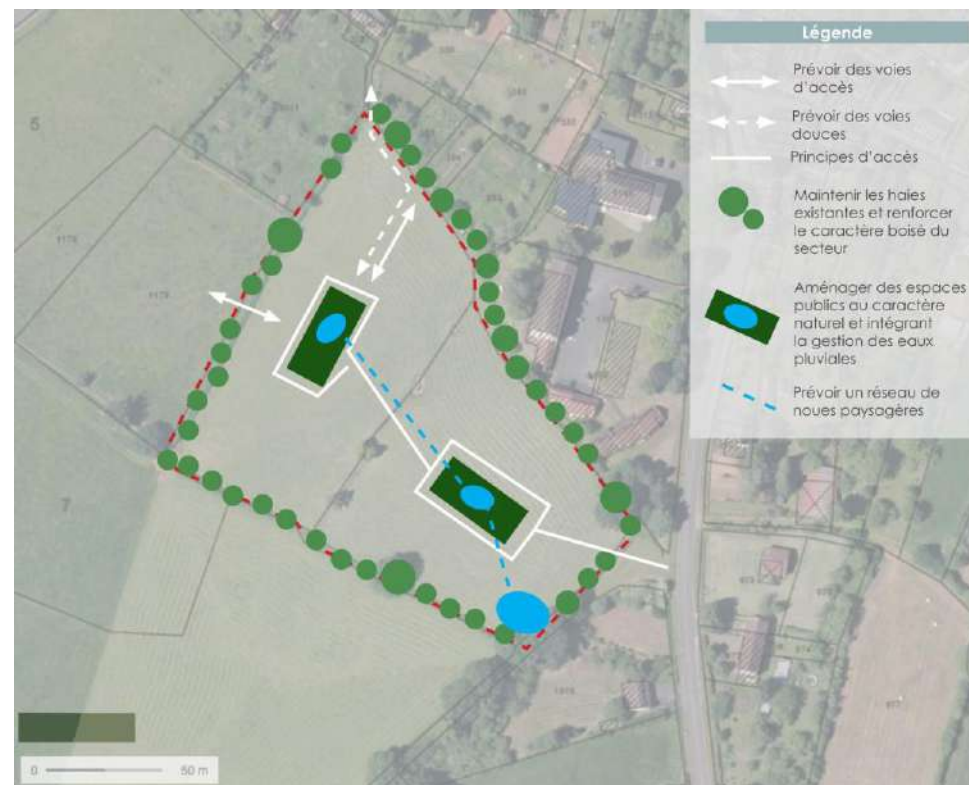 Légende
Prévoir des voies
d'accès
Prévoir des voies
douces
Principes d'accès
Maintenir les haies
existantes et renforcer
le caractère boisé du
secteur
Aménager des espaces
publics au caractère
naturel et intégrant
la gestion des eaux
pluviales
Prévoir un réseau de
noues paysagères
5
1178
1179
7
0
50 m